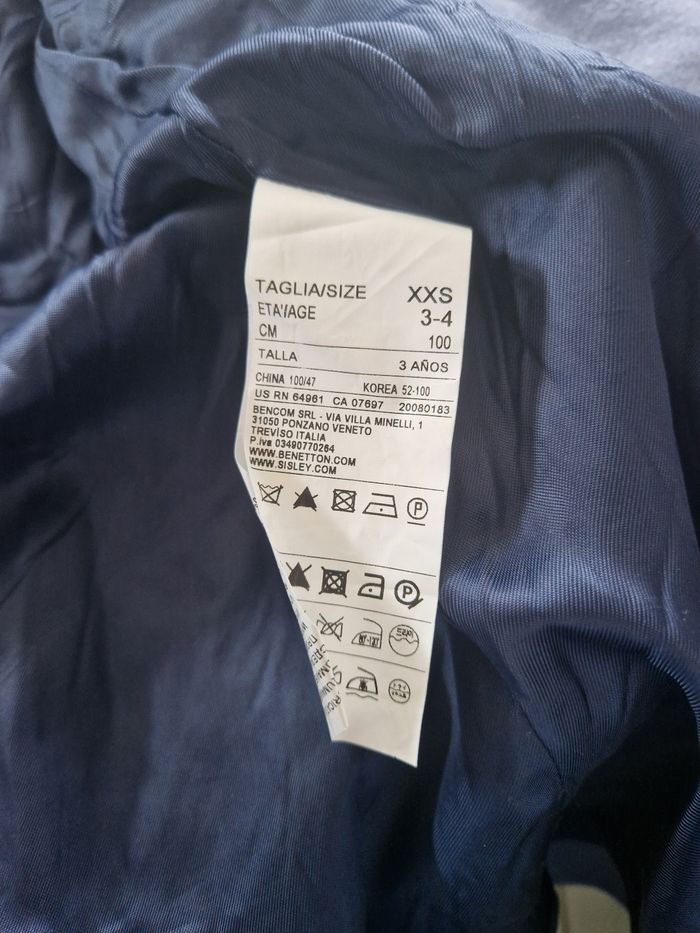 TAGLIA/SIZE XXS
ETA'/AGE 3-4
CM 100
TALLA 3 AÑOS
CHINA 100/47 KOREA 52-100
US RN 64961 CA 07697 20080183
BENCOM SRL - VIA VILLA MINELLI, 1
31050 PONZANO VENETO
TREVISO ITALIA
P.iva 03490770264
WWW.BENETTON.COM
WWW.SISLEY.COM
P
P